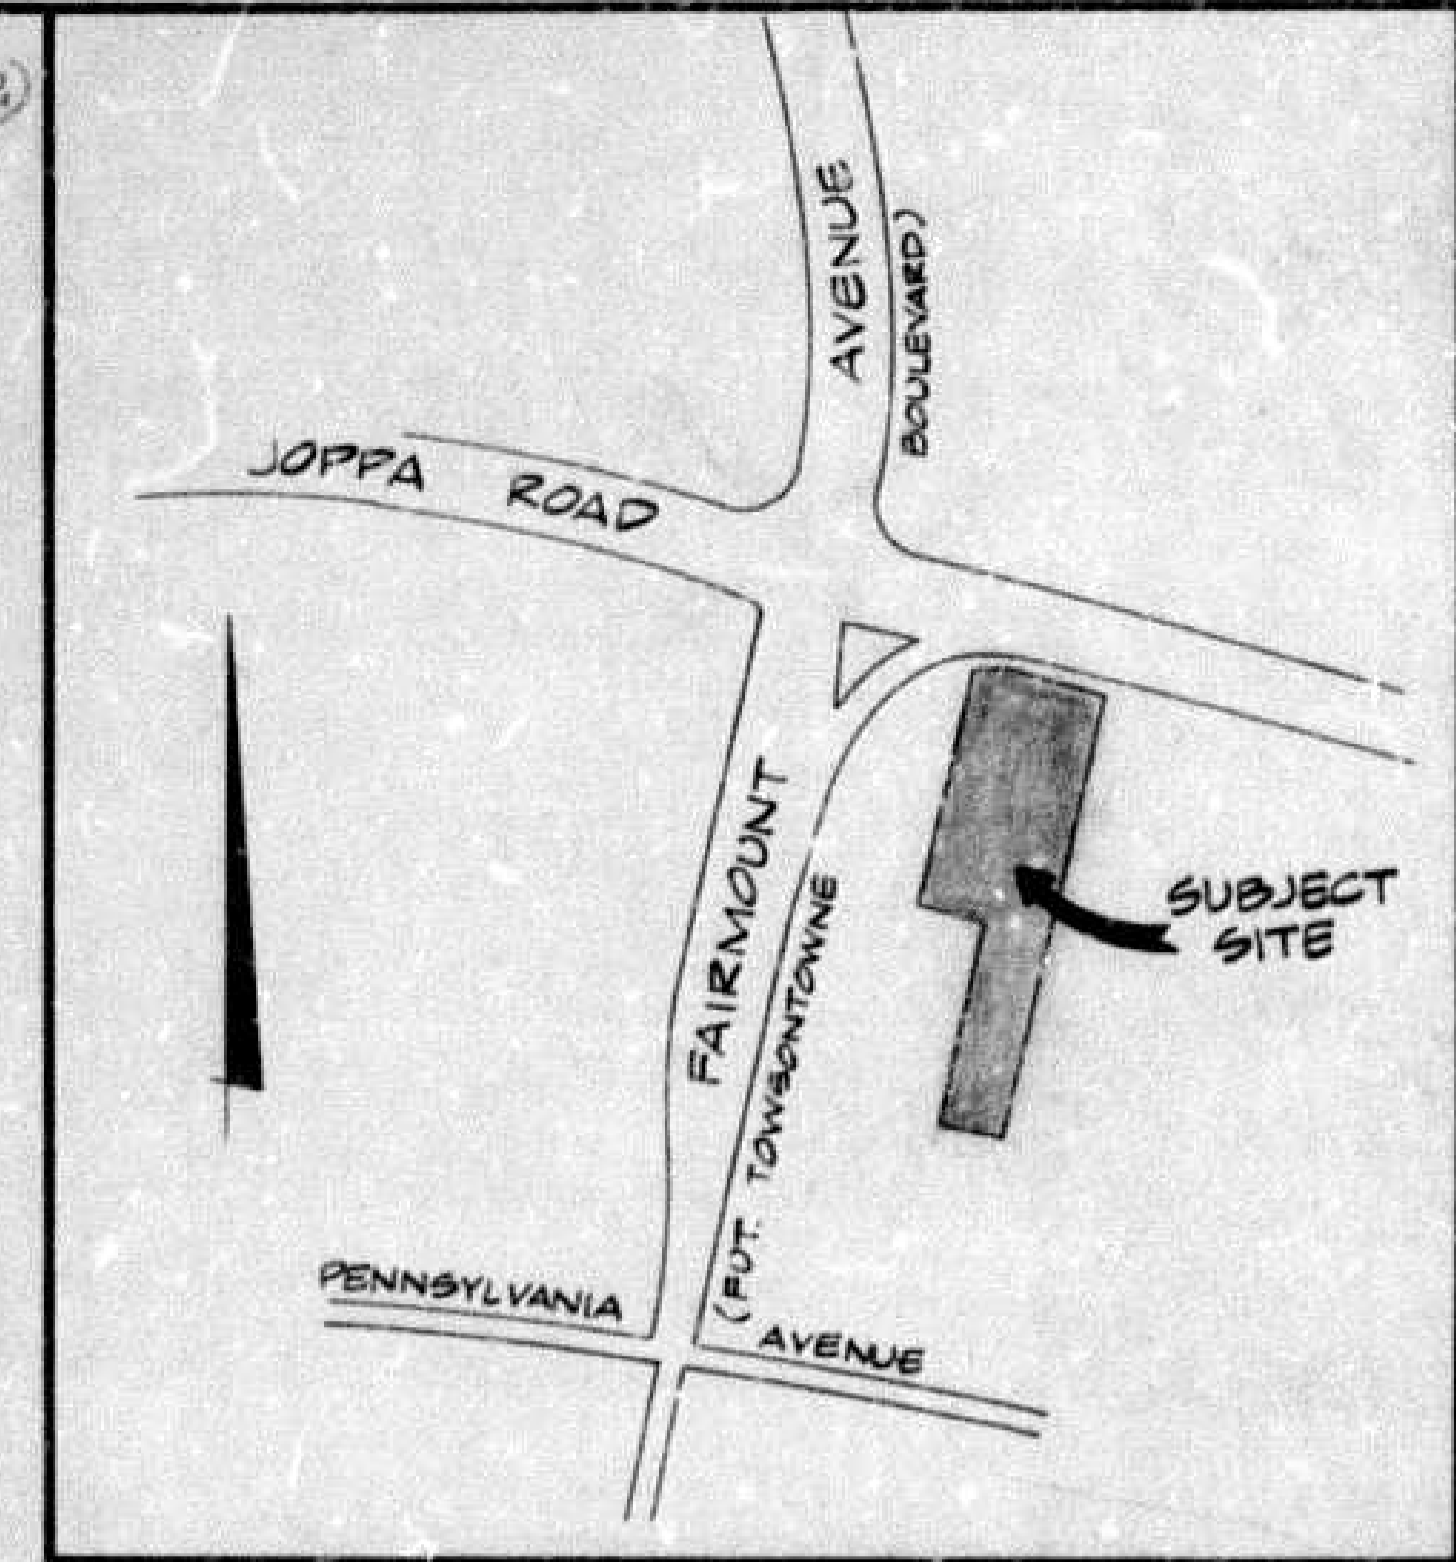 AVENUE
BOULEVARD)
JOPPA ROAD
FAIRMOUNT
(FUT. TOWSONTOWNE
SUBJECT
SITE
PENNSYLVANIA
AVENUE